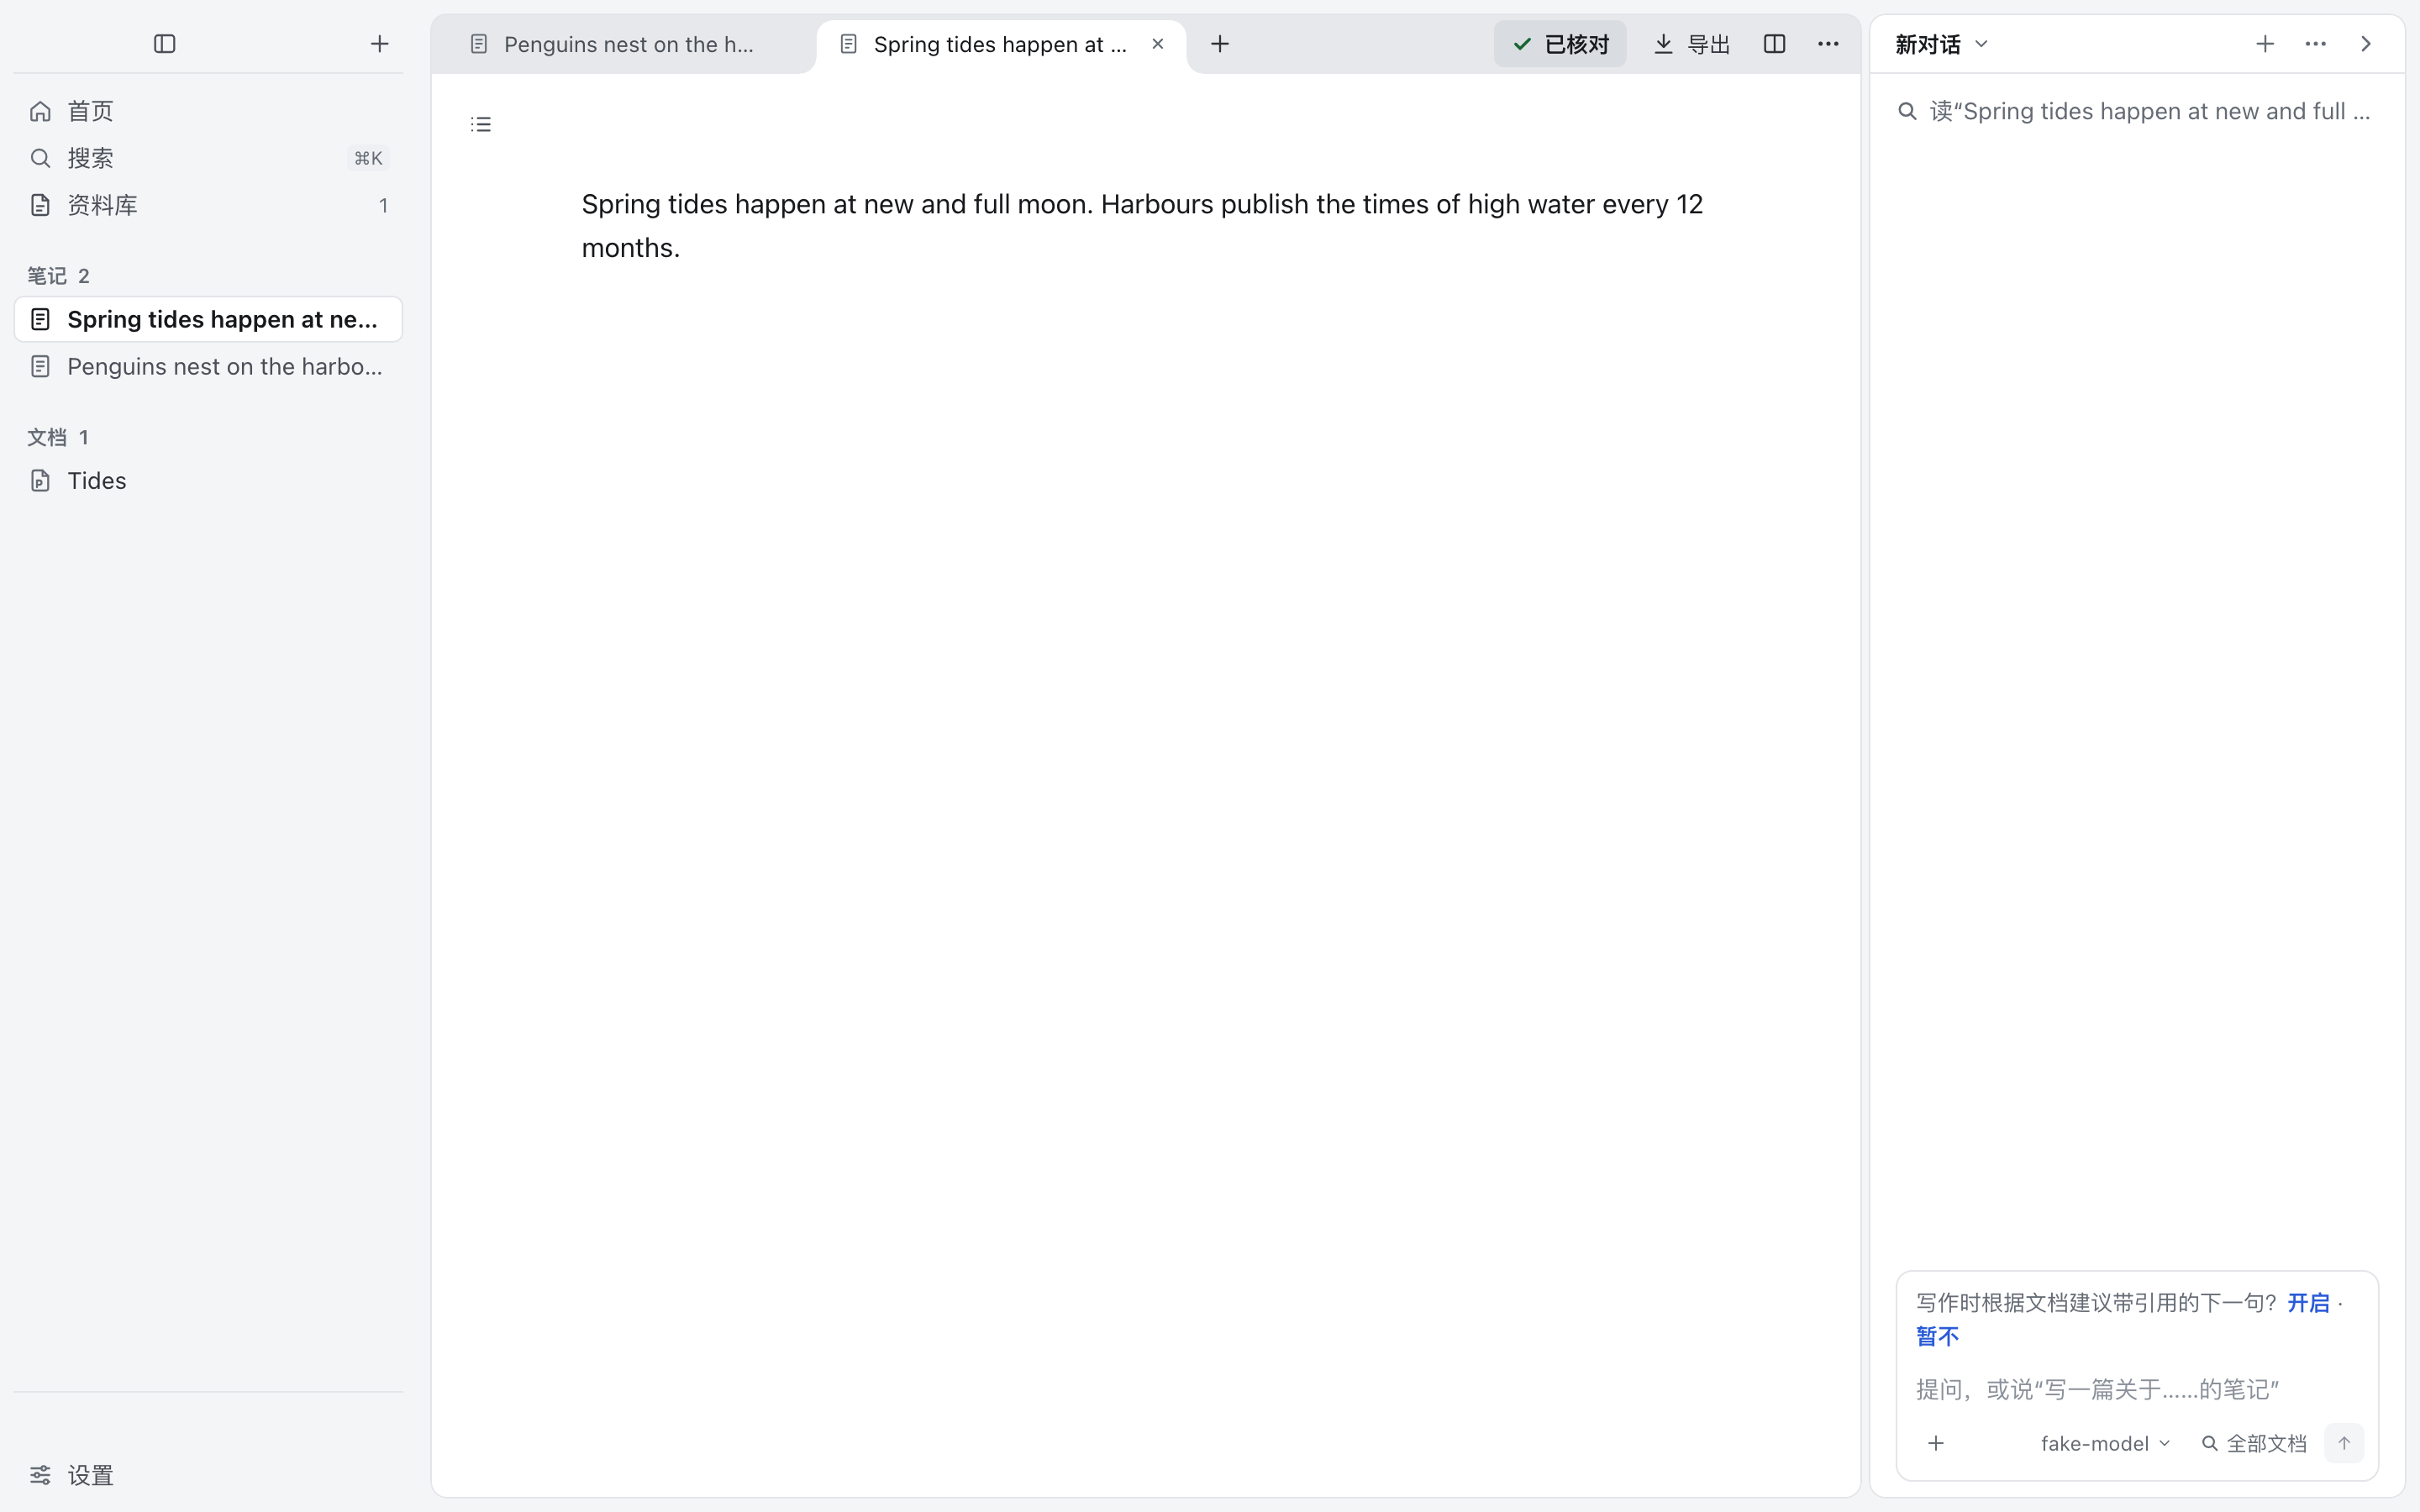 首页
搜索 ⌘K
资料库 1
笔记 2
Spring tides happen at ne...
Penguins nest on the harbo...
文档 1
Tides
设置
Penguins nest on the h...
Spring tides happen at ...
已核对
导出
Spring tides happen at new and full moon. Harbours publish the times of high water every 12
months.
新对话
读“Spring tides happen at new and full ...
写作时根据文档建议带引用的下一句？ 开启 ·
暂不
提问，或说“写一篇关于……的笔记”
fake-model
全部文档